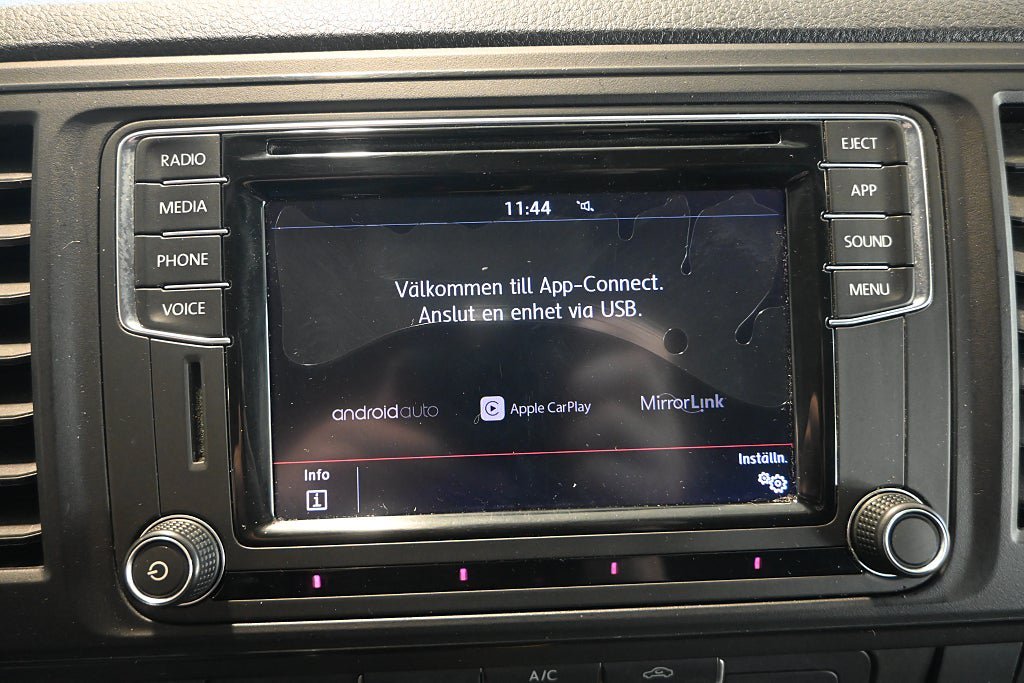 RADIO
MEDIA
PHONE
VOICE
EJECT
APP
SOUND
MENU
11:44
Välkommen till App-Connect.
Anslut en enhet via USB.
androidauto
Apple CarPlay
MirrorLink
Info
i
Inställn.
A/C